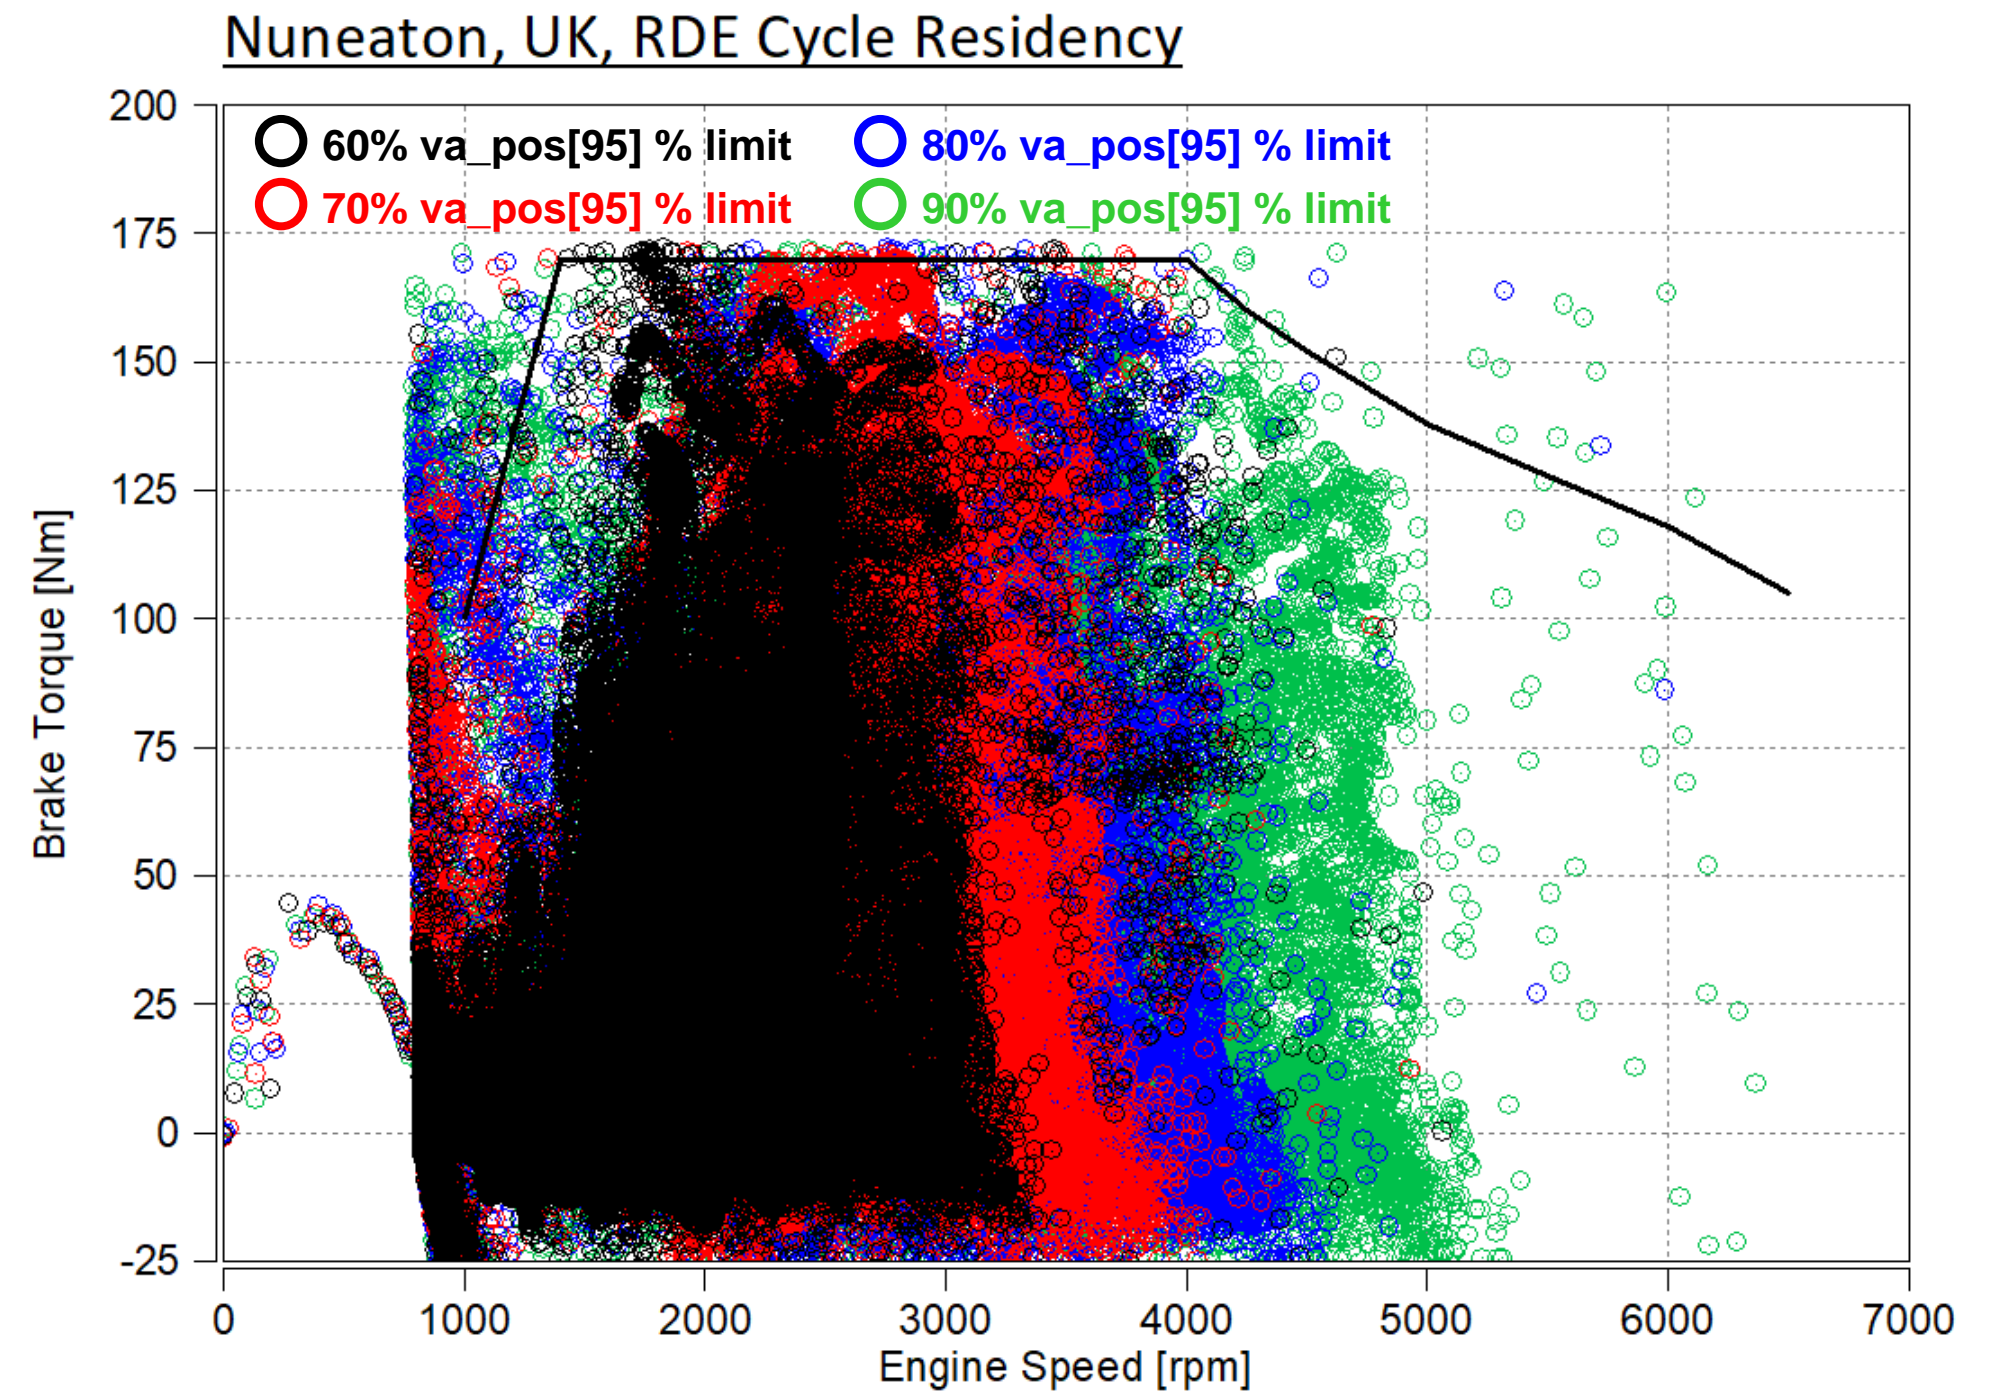 Nuneaton, UK, RDE Cycle Residency
60% va_pos[95] % limit
80% va_pos[95] % limit
70% va_pos[95] % limit
90% va_pos[95] % limit
200
175
150
125
100
75
50
25
0
-25
Brake Torque [Nm]
0 1000 2000 3000 4000 5000 6000 7000
Engine Speed [rpm]